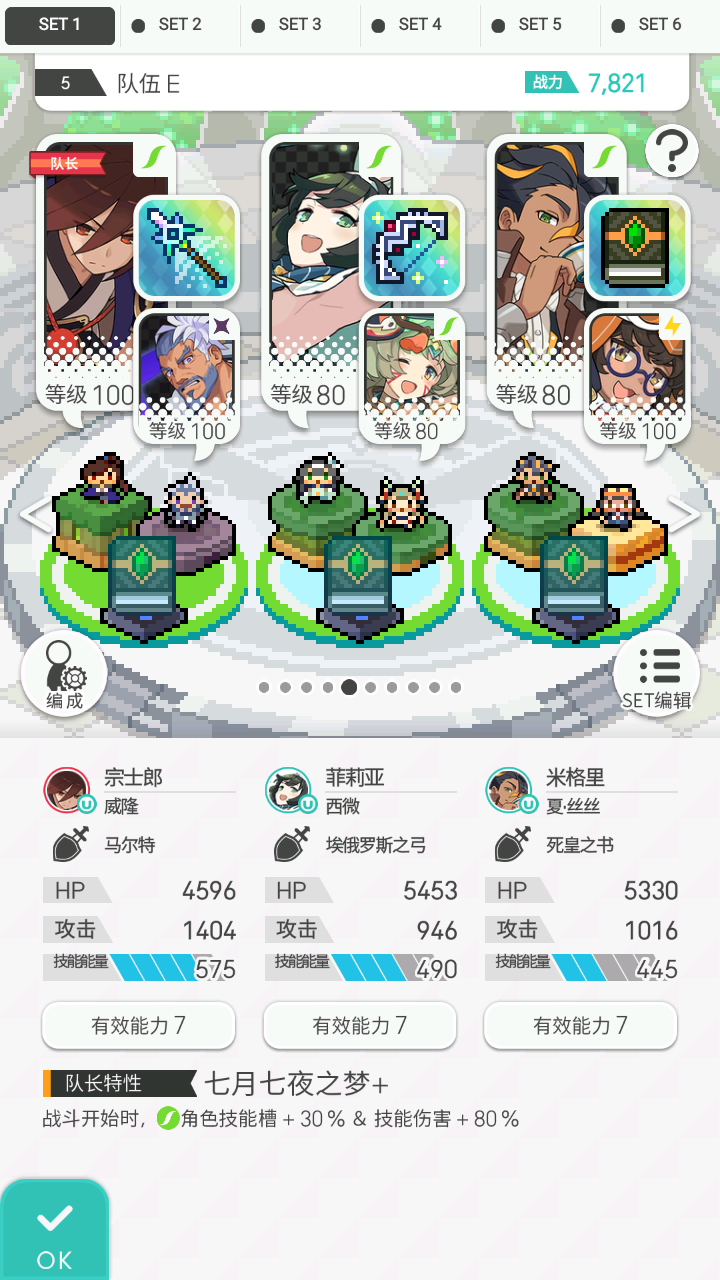 SET 1 SET 2 SET 3 SET 4 SET 5 SET 6
5 队伍 E 战力 7,821
队长
?
等级 100 等级 80 等级 80
等级 100 等级 80 等级 100
编成 SET编辑
宗士郎 菲莉亚 米格里
威隆 西微 夏·丝丝
马尔特 埃俄罗斯之弓 死皇之书
HP 4596 HP 5453 HP 5330
攻击 1404 攻击 946 攻击 1016
技能能量 575 技能能量 490 技能能量 445
有效能力 7 有效能力 7 有效能力 7
队长特性 七月七夜之梦+
战斗开始时，角色技能槽 + 30 % & 技能伤害 + 80 %
OK